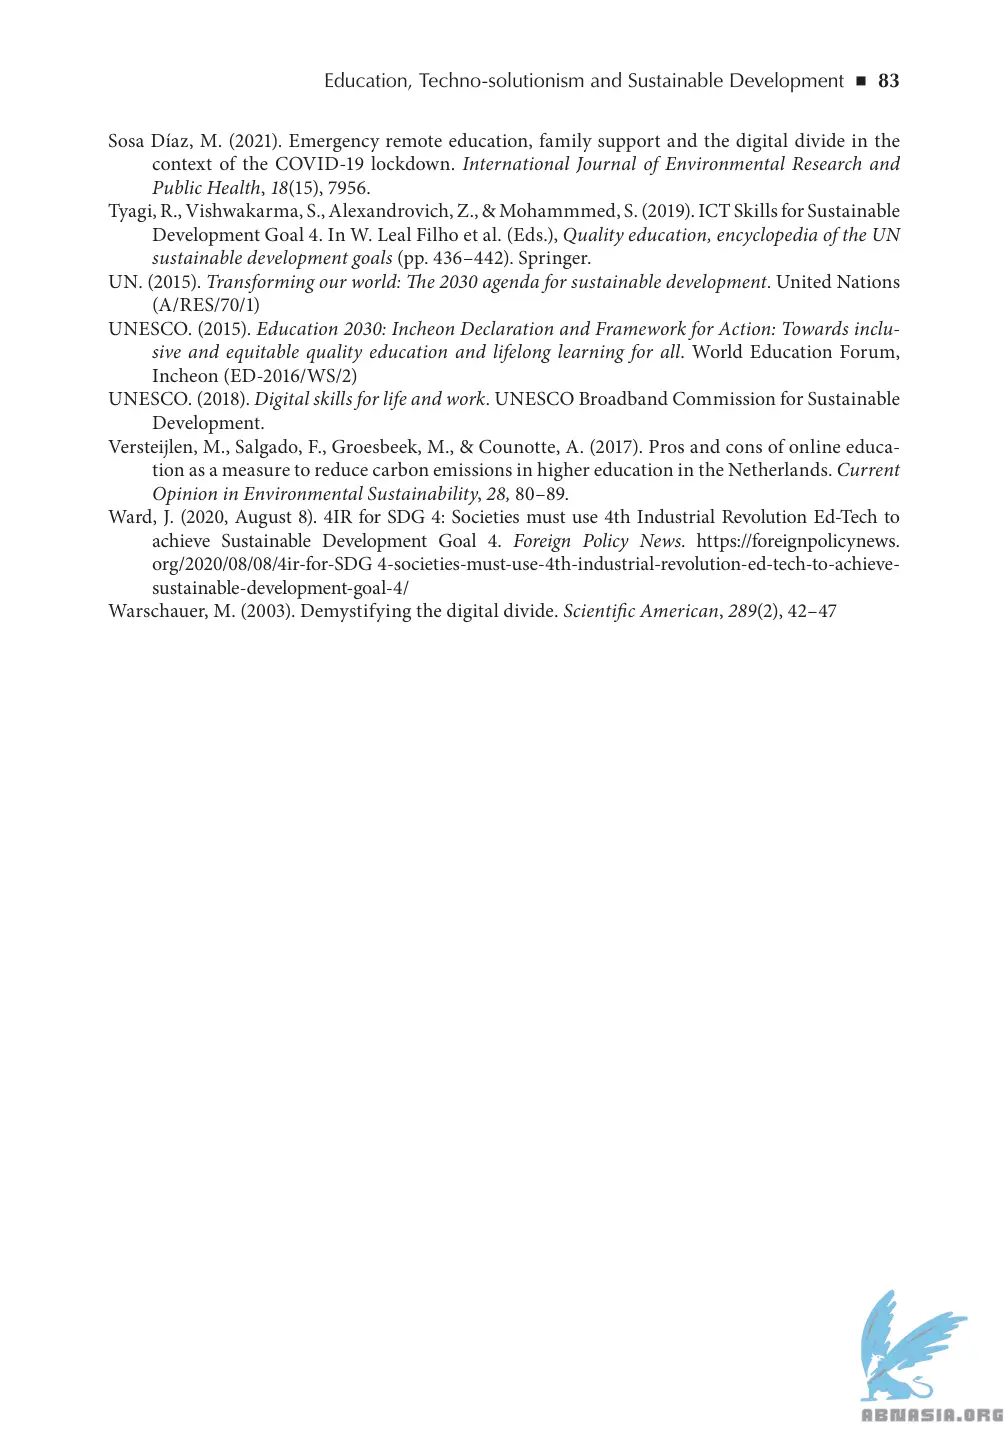 Education, Techno-solutionism and Sustainable Development ■ 83
Sosa Díaz, M. (2021). Emergency remote education, family support and the digital divide in the
context of the COVID-19 lockdown. International Journal of Environmental Research and
Public Health, 18(15), 7956.
Tyagi, R., Vishwakarma, S., Alexandrovich, Z., & Mohammmed, S. (2019). ICT Skills for Sustainable
Development Goal 4. In W. Leal Filho et al. (Eds.), Quality education, encyclopedia of the UN
sustainable development goals (pp. 436–442). Springer.
UN. (2015). Transforming our world: The 2030 agenda for sustainable development. United Nations
(A/RES/70/1)
UNESCO. (2015). Education 2030: Incheon Declaration and Framework for Action: Towards inclu-
sive and equitable quality education and lifelong learning for all. World Education Forum,
Incheon (ED-2016/WS/2)
UNESCO. (2018). Digital skills for life and work. UNESCO Broadband Commission for Sustainable
Development.
Versteijlen, M., Salgado, F., Groesbeek, M., & Counotte, A. (2017). Pros and cons of online educa-
tion as a measure to reduce carbon emissions in higher education in the Netherlands. Current
Opinion in Environmental Sustainability, 28, 80–89.
Ward, J. (2020, August 8). 4IR for SDG 4: Societies must use 4th Industrial Revolution Ed-Tech to
achieve Sustainable Development Goal 4. Foreign Policy News. https://foreignpolicynews.
org/2020/08/08/4ir-for-SDG 4-societies-must-use-4th-industrial-revolution-ed-tech-to-achieve-
sustainable-development-goal-4/
Warschauer, M. (2003). Demystifying the digital divide. Scientific American, 289(2), 42–47
ABNASIA.ORG